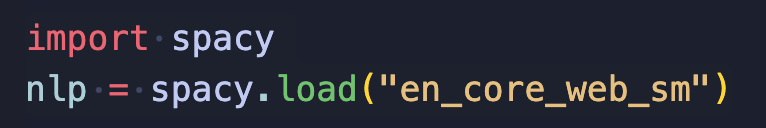 import spacy
nlp = spacy.load("en_core_web_sm")